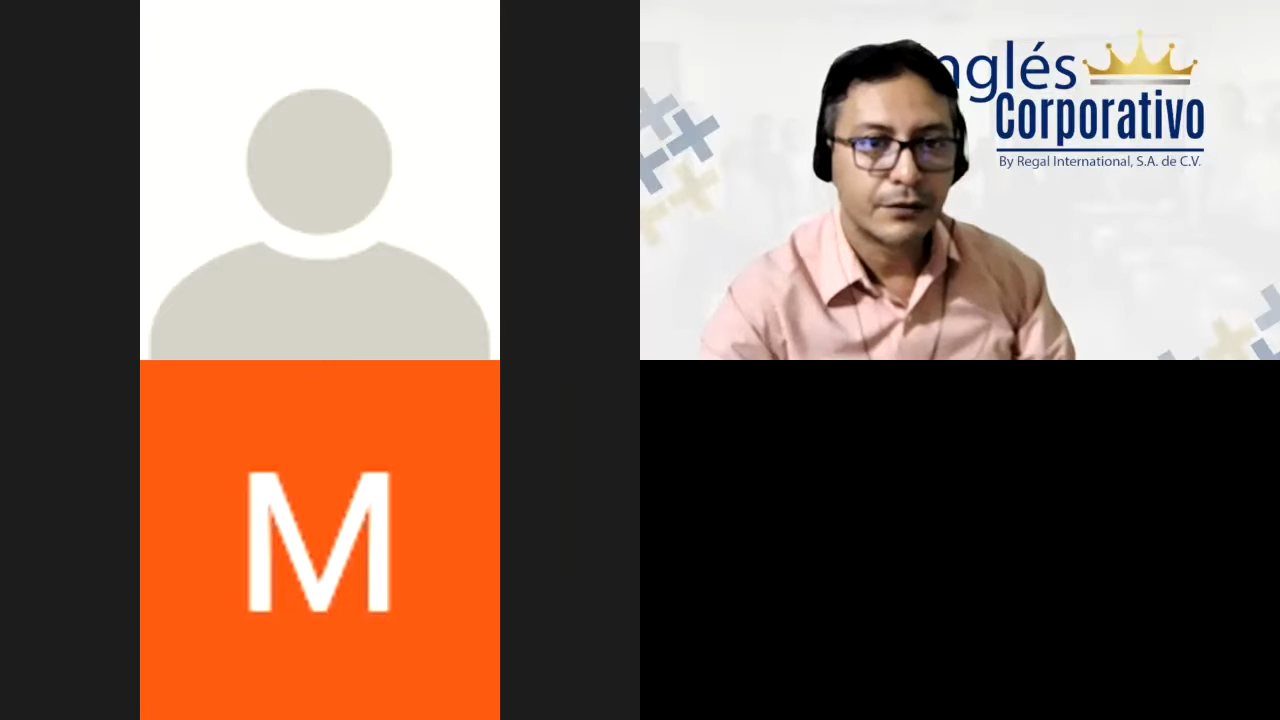 nglés
Corporativo
By Regal International, S.A. de C.V.
M